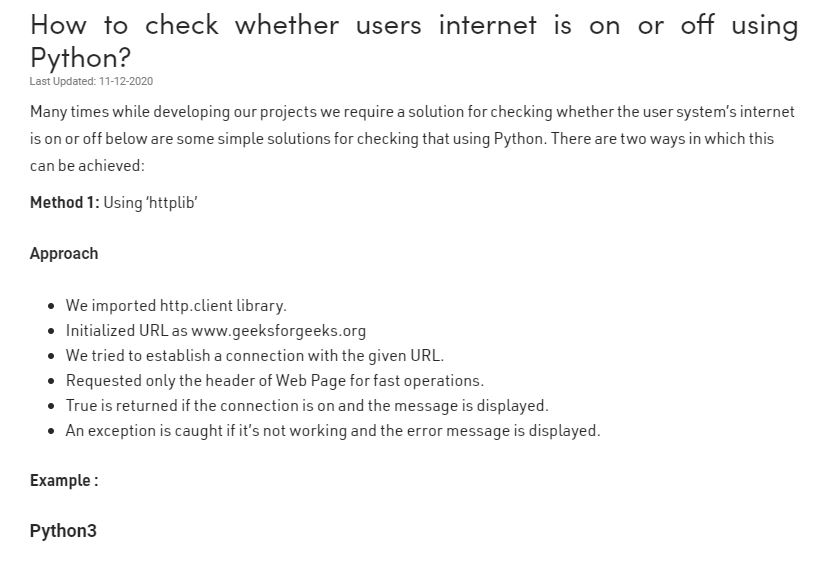 How to check whether users internet is on or off using
Python?
Last Updated: 11-12-2020
Many times while developing our projects we require a solution for checking whether the user system's internet
is on or off below are some simple solutions for checking that using Python. There are two ways in which this
can be achieved:
Method 1: Using 'httplib'
Approach
• We imported http.client library.
• Initialized URL as www.geeksforgeeks.org
• We tried to establish a connection with the given URL.
• Requested only the header of Web Page for fast operations.
• True is returned if the connection is on and the message is displayed.
• An exception is caught if it's not working and the error message is displayed.
Example :
Python3